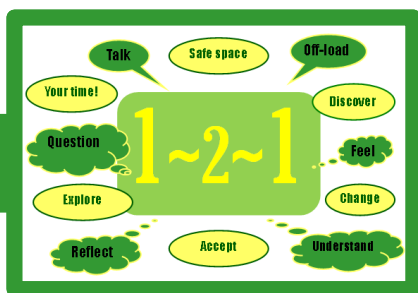 Talk
Safe space
Off-load
Your time!
Discover
Question
1~2~1
Feel
Explore
Change
Reflect
Accept
Understand